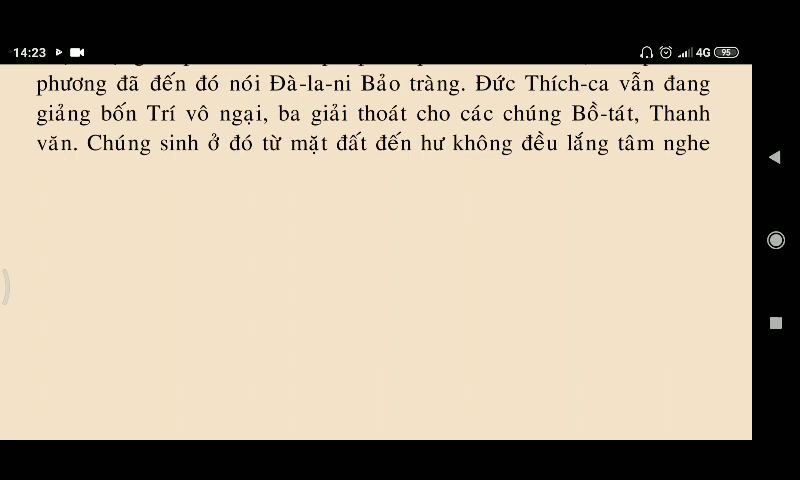 14:23
4G 95
phương đã đến đó nói Đà-la-ni Bảo tràng. Đức Thích-ca vẫn đang
giảng bốn Trí vô ngại, ba giải thoát cho các chúng Bồ-tát, Thanh
văn. Chúng sinh ở đó từ mặt đất đến hư không đều lắng tâm nghe